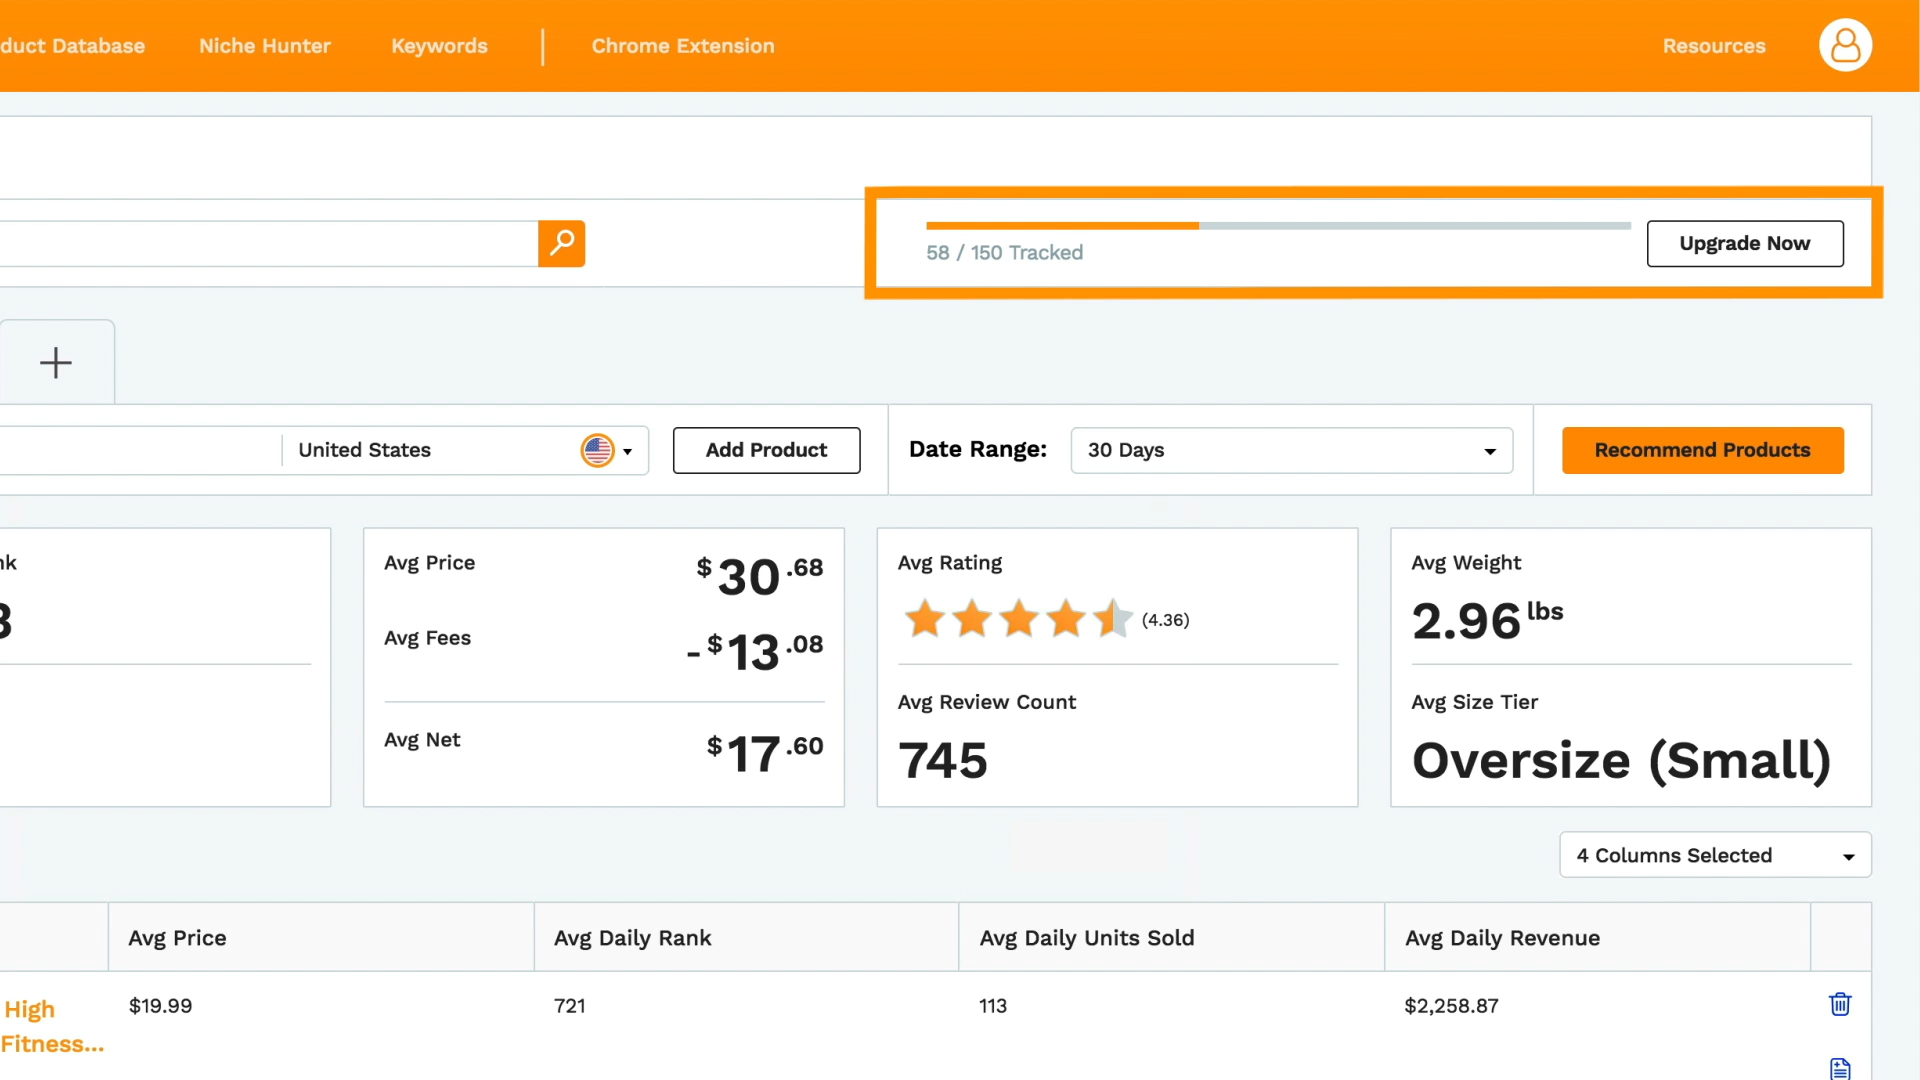 duct Database
Niche Hunter
Keywords
Chrome Extension
Resources
58 / 150 Tracked
Upgrade Now
United States
Add Product
Date Range:
30 Days
Recommend Products
nk
3
Avg Price
$30.68
Avg Fees
-$13.08
Avg Net
$17.60
Avg Rating
(4.36)
Avg Review Count
745
Avg Weight
2.96 lbs
Avg Size Tier
Oversize (Small)
4 Columns Selected
Avg Price
Avg Daily Rank
Avg Daily Units Sold
Avg Daily Revenue
High
Fitness...
$19.99
721
113
$2,258.87